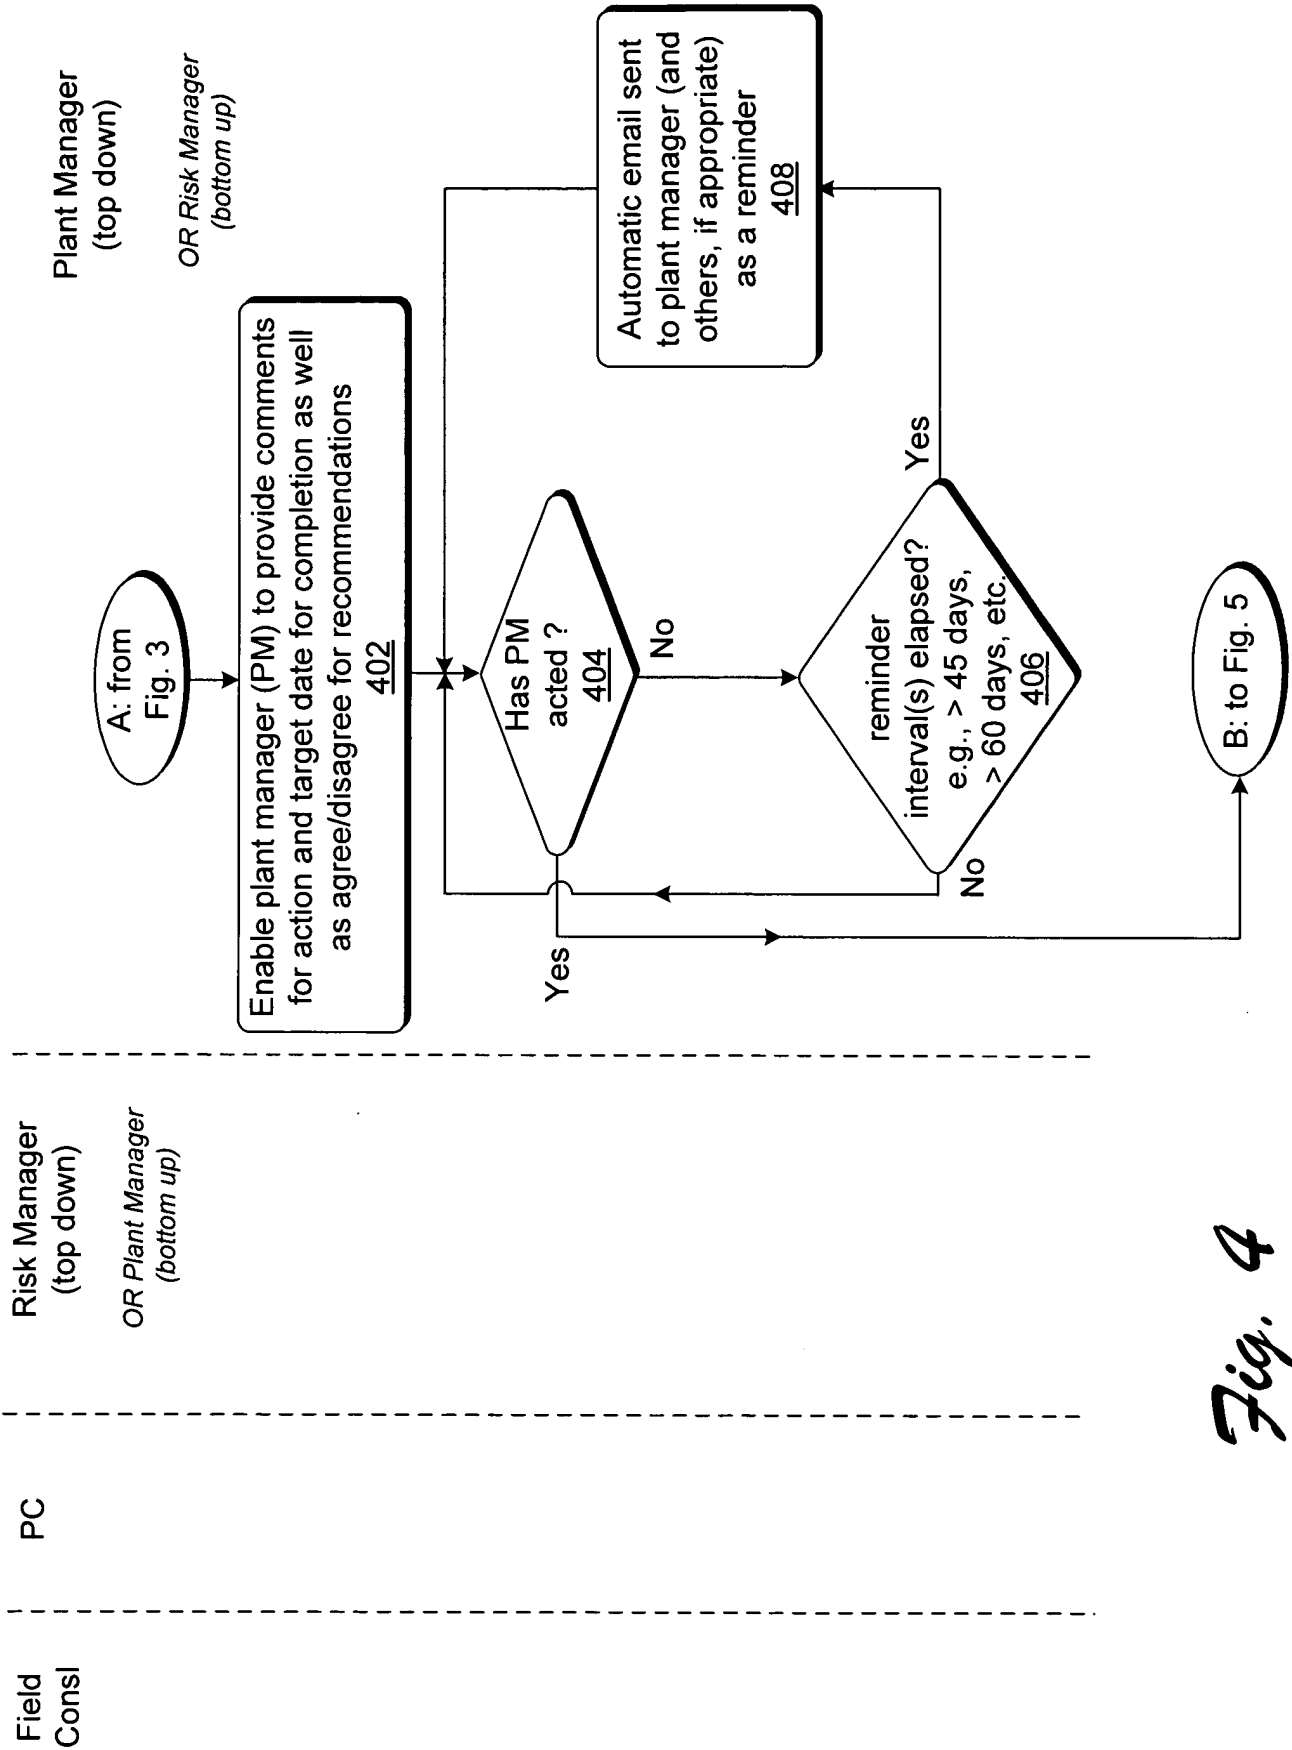 Field
Consl
PC
Risk Manager
(top down)
OR Plant Manager
(bottom up)
Plant Manager
(top down)
OR Risk Manager
(bottom up)
A: from
Fig. 3
Enable plant manager (PM) to provide comments
for action and target date for completion as well
as agree/disagree for recommendations
402
Has PM
acted ?
404
Yes
No
reminder
interval(s) elapsed?
e.g., > 45 days,
> 60 days, etc.
406
No
Yes
Automatic email sent
to plant manager (and
others, if appropriate)
as a reminder
408
B: to Fig. 5
Fig. 4